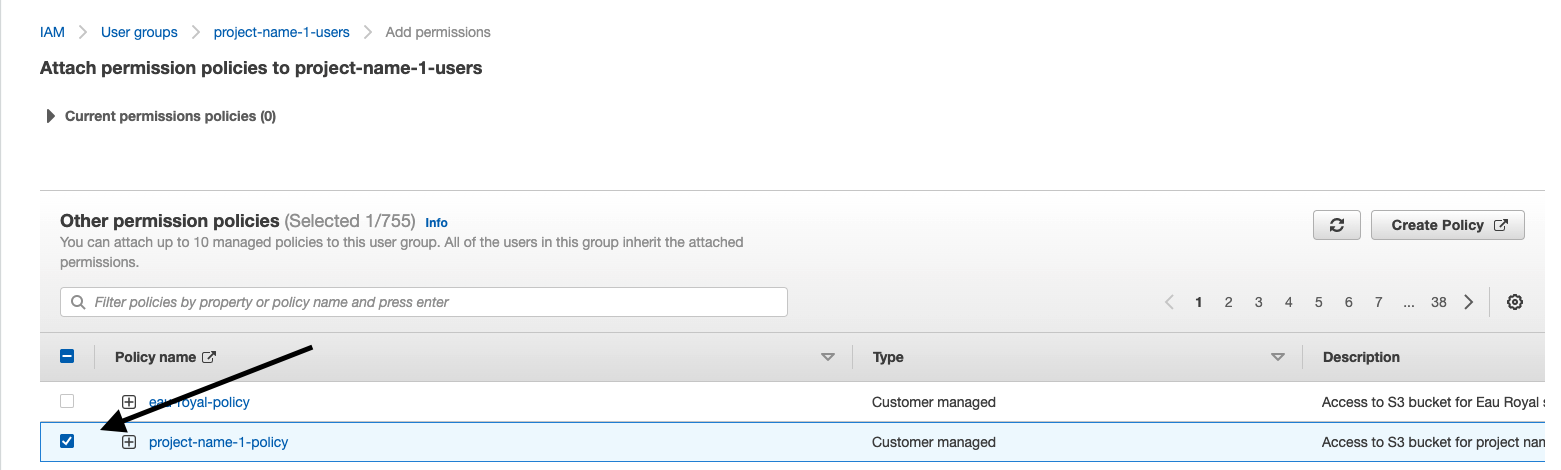 IAM > User groups > project-name-1-users > Add permissions
Attach permission policies to project-name-1-users
Current permissions policies (0)
Other permission policies (Selected 1/755) Info
You can attach up to 10 managed policies to this user group. All of the users in this group inherit the attached
permissions.
Create Policy
Filter policies by property or policy name and press enter
1 2 3 4 5 6 7 ... 38
Policy name Type Description
eau-royal-policy Customer managed Access to S3 bucket for Eau Royal
project-name-1-policy Customer managed Access to S3 bucket for project